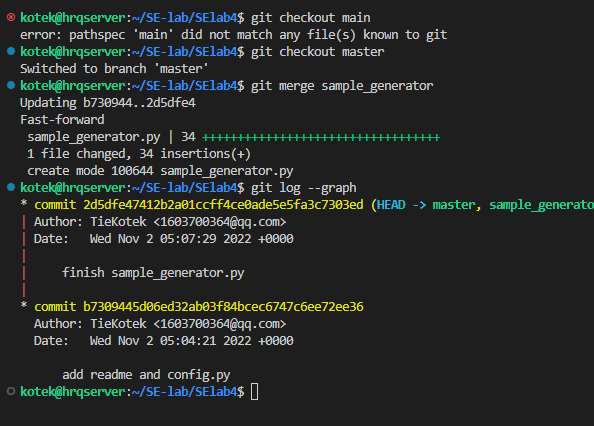 kotek@hrqserver:~/SE-lab/SElab4$ git checkout main
error: pathspec 'main' did not match any file(s) known to git
kotek@hrqserver:~/SE-lab/SElab4$ git checkout master
Switched to branch 'master'
kotek@hrqserver:~/SE-lab/SElab4$ git merge sample_generator
Updating b730944..2d5dfe4
Fast-forward
 sample_generator.py | 34 ++++++++++++++++++++++++++++++++++
 1 file changed, 34 insertions(+)
 create mode 100644 sample_generator.py
kotek@hrqserver:~/SE-lab/SElab4$ git log --graph
* commit 2d5dfe47412b2a01ccff4ce0ade5e5fa3c7303ed (HEAD -> master, sample_generato
| Author: TieKotek <1603700364@qq.com>
| Date:   Wed Nov 2 05:07:29 2022 +0000
|
|     finish sample_generator.py
|
* commit b7309445d06ed32ab03f84bcec6747c6ee72ee36
  Author: TieKotek <1603700364@qq.com>
  Date:   Wed Nov 2 05:04:21 2022 +0000

      add readme and config.py
kotek@hrqserver:~/SE-lab/SElab4$